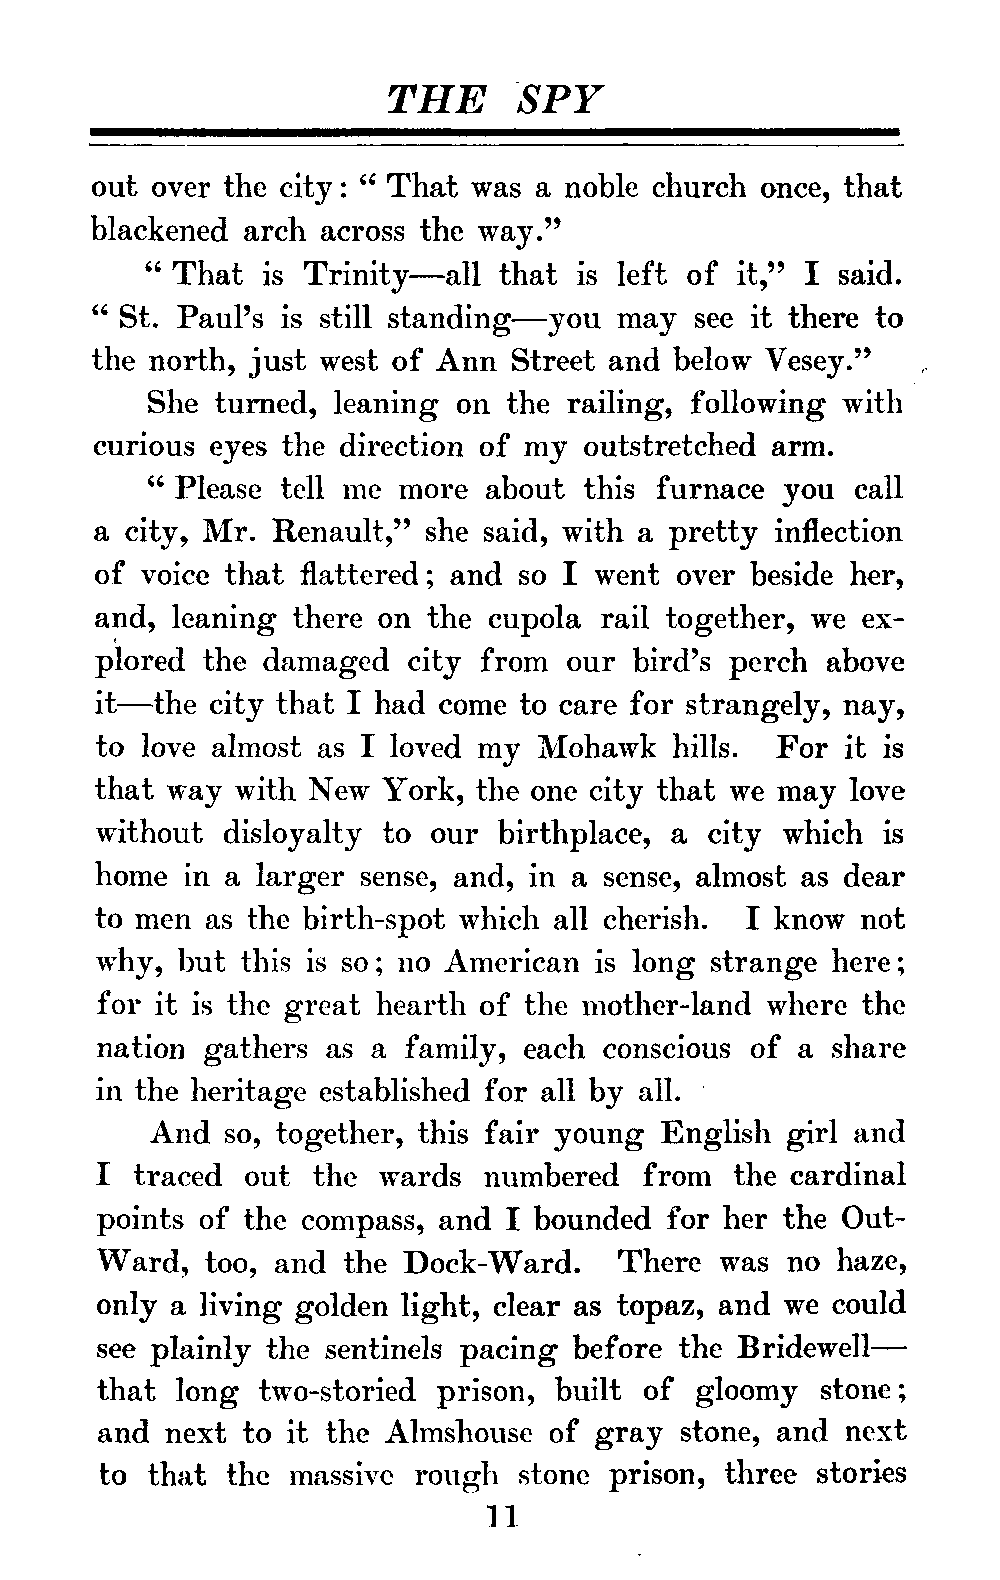 THE SPY
out over the city: “ That was a noble church once, that
blackened arch across the way.”
“ That is Trinity—all that is left of it,” I said.
“ St. Paul's is still standing—you may see it there to
the north, just west of Ann Street and below Vesey.”
She turned, leaning on the railing, following with
curious eyes the direction of my outstretched arm.
“ Please tell me more about this furnace you call
a city, Mr. Renault,” she said, with a pretty inflection
of voice that flattered; and so I went over beside her,
and, leaning there on the cupola rail together, we ex-
plored the damaged city from our bird's perch above
it—the city that I had come to care for strangely, nay,
to love almost as I loved my Mohawk hills. For it is
that way with New York, the one city that we may love
without disloyalty to our birthplace, a city which is
home in a larger sense, and, in a sense, almost as dear
to men as the birth-spot which all cherish. I know not
why, but this is so; no American is long strange here;
for it is the great hearth of the mother-land where the
nation gathers as a family, each conscious of a share
in the heritage established for all by all.
And so, together, this fair young English girl and
I traced out the wards numbered from the cardinal
points of the compass, and I bounded for her the Out-
Ward, too, and the Dock-Ward. There was no haze,
only a living golden light, clear as topaz, and we could
see plainly the sentinels pacing before the Bridewell—
that long two-storied prison, built of gloomy stone;
and next to it the Almshouse of gray stone, and next
to that the massive rough stone prison, three stories
11